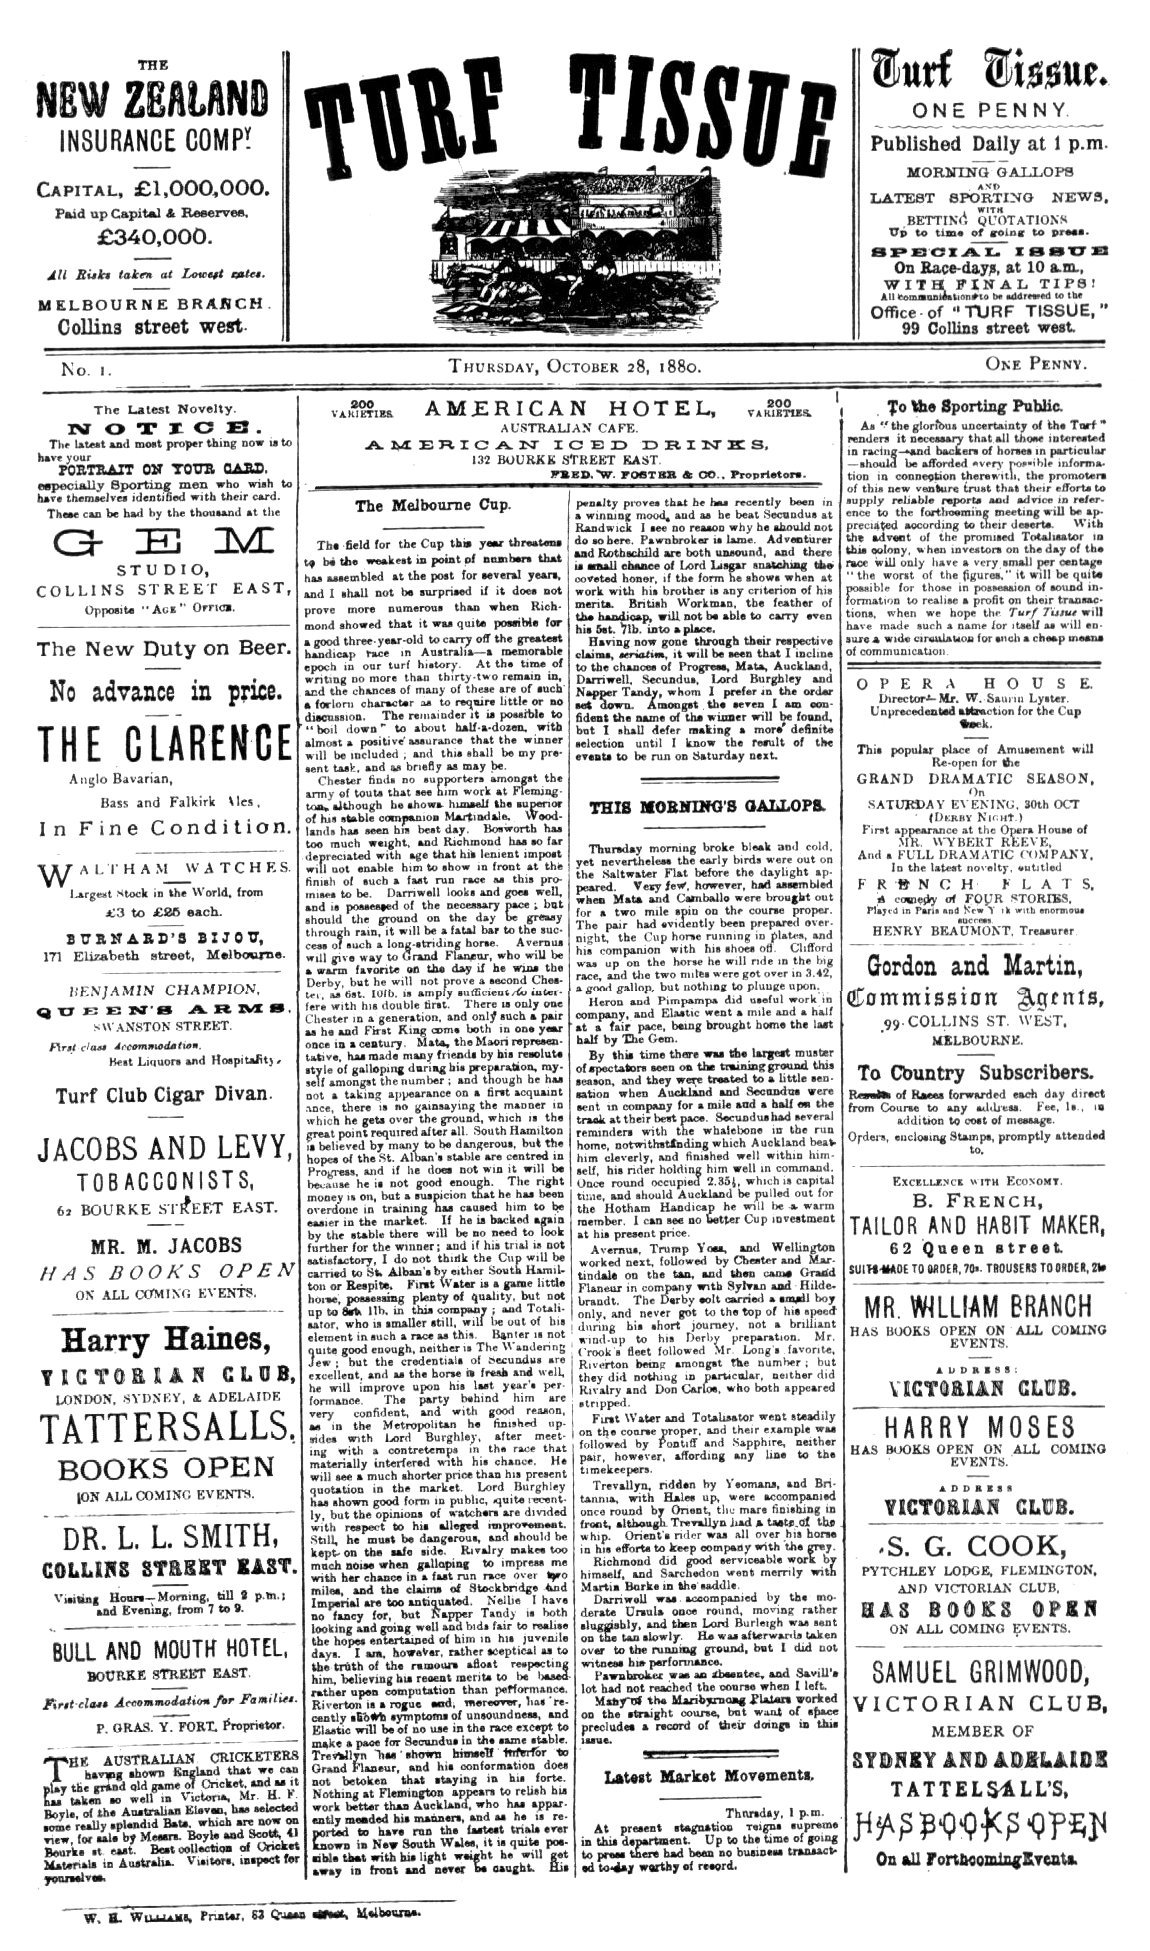 THE
NEW ZEALAND
INSURANCE COMPY.
CAPITAL, £1,000,000.
Paid up Capital & Reserves,
£340,000.
All Risks taken at Lowest rates.
MELBOURNE BRANCH.
Collins street west.
TURF TISSUE
Turf Tissue.
ONE PENNY.
Published Daily at 1 p.m.
MORNING GALLOPS
AND
LATEST SPORTING NEWS,
WITH
BETTING QUOTATIONS
Up to time of going to press.
SPECIAL ISSUE
On Race-days, at 10 a.m.,
WITH FINAL TIPS!
All communications to be addressed to the
Office of "TURF TISSUE,"
99 Collins street west.
No. 1.
THURSDAY, OCTOBER 28, 1880.
ONE PENNY.
The Latest Novelty.
NOTICE.
The latest and most proper thing now is to
have your
PORTRAIT ON YOUR CARD,
especially Sporting men who wish to
have themselves identified with their card.
These can be had by the thousand at the
GEM
STUDIO,
COLLINS STREET EAST,
Opposite "AGE" OFFICE.
The New Duty on Beer.
No advance in price.
THE CLARENCE
Anglo Bavarian,
Bass and Falkirk Ales,
In Fine Condition.
WALTHAM WATCHES.
Largest Stock in the World, from
£3 to £25 each.
BURNARD'S BIJOU,
171 Elizabeth street, Melbourne.
BENJAMIN CHAMPION,
QUEEN'S ARMS,
SWANSTON STREET.
First class Accommodation.
Best Liquors and Hospitality.
Turf Club Cigar Divan.
JACOBS AND LEVY,
TOBACCONISTS,
62 BOURKE STREET EAST.
MR. M. JACOBS
HAS BOOKS OPEN
ON ALL COMING EVENTS.
Harry Haines,
VICTORIAN CLUB,
LONDON, SYDNEY, & ADELAIDE
TATTERSALLS,
BOOKS OPEN
ON ALL COMING EVENTS.
DR. L. L. SMITH,
COLLINS STREET EAST.
Visiting Hours—Morning, till 2 p.m.;
and Evening, from 7 to 9.
BULL AND MOUTH HOTEL,
BOURKE STREET EAST.
First-class Accommodation for Families.
P. GRAS. Y. FORT, Proprietor.
THE AUSTRALIAN CRICKETERS
having shown England that we can
play the grand old game of Cricket, and as it
has taken so well in Victoria, Mr. H. F.
Boyle, of the Australian Eleven, has selected
some really splendid Bats, which are now on
view, for sale by Messrs. Boyle and Scott, 41
Bourke st. east. Best collection of Cricket
Materials in Australia. Visitors, inspect for
yourselves.
200
VARIETIES.
AMERICAN HOTEL,
200
VARIETIES.
AUSTRALIAN CAFE.
AMERICAN ICED DRINKS,
132 BOURKE STREET EAST.
FRED. W. FOSTER & CO., Proprietors.
The Melbourne Cup.
The field for the Cup this year threatens
to be the weakest in point of numbers that
has assembled at the post for several years,
and I shall not be surprised if it does not
prove more numerous than when Rich-
mond showed that it was quite possible for
a good three-year-old to carry off the greatest
handicap race in Australia—a memorable
epoch in our turf history. At the time of
writing no more than thirty-two remain in,
and the chances of many of these are of such
a forlorn character as to require little or no
discussion. The remainder it is possible to
"boil down" to about half-a-dozen, with
almost a positive assurance that the winner
will be included; and this shall be my pre-
sent task, and as briefly as may be.
Chester finds no supporters amongst the
army of touts that see him work at Fleming-
ton, although he shows himself the superior
of his stable companion Martindale. Wood-
lands has seen his best day. Bosworth has
too much weight, and Richmond has so far
depreciated with age that his lenient impost
will not enable him to show in front at the
finish of such a fast run race as this pro-
mises to be. Darriwell looks and goes well,
and is possessed of the necessary pace; but
should the ground on the day be greasy
through rain, it will be a fatal bar to the suc-
cess of such a long-striding horse. Avernus
will give way to Grand Flaneur, who will be
a warm favorite on the day if he wins the
Derby, but he will not prove a second Ches-
ter, as 6st. 10lb. is amply sufficient to inter-
fere with his double first. There is only one
Chester in a generation, and only such a pair
as he and First King come both in one year
once in a century. Mata, the Maori represen-
tative, has made many friends by his resolute
style of galloping during his preparation, my-
self amongst the number; and though he has
not a taking appearance on a first acquaint
ance, there is no gainsaying the manner in
which he gets over the ground, which is the
great point required after all. South Hamilton
is believed by many to be dangerous, but the
hopes of the St. Alban's stable are centred in
Progress, and if he does not win it will be
because he is not good enough. The right
money is on, but a suspicion that he has been
overdone in training has caused him to be
easier in the market. If he is backed again
by the stable there will be no need to look
further for the winner; and if his trial is not
satisfactory, I do not think the Cup will be
carried to St. Alban's by either South Hamil-
ton or Respite. First Water is a game little
horse, possessing plenty of quality, but not
up to 8st. 11lb. in this company; and Totali-
sator, who is smaller still, will be out of his
element in such a race as this. Banter is not
quite good enough, neither is The Wandering
Jew; but the credentials of Secundus are
excellent, and as the horse is fresh and well,
he will improve upon his last year's per-
formance. The party behind him are
very confident, and with good reason,
as in the Metropolitan he finished up-
sides with Lord Burghley, after meet-
ing with a contretemps in the race that
materially interfered with his chance. He
will see a much shorter price than his present
quotation in the market. Lord Burghley
has shown good form in public, quite recent-
ly, but the opinions of watchers are divided
with respect to his alleged improvement.
Still, he must be dangerous, and should be
kept on the safe side. Rivalry makes too
much noise when galloping to impress me
with her chance in a fast run race over two
miles, and the claims of Stockbridge and
Imperial are too antiquated. Nellie I have
no fancy for, but Napper Tandy is both
looking and going well and bids fair to realise
the hopes entertained of him in his juvenile
days. I am, however, rather sceptical as to
the truth of the rumours afloat respecting
him, believing his recent merits to be based
rather upon computation than performance.
Riverton is a rogue and, moreover, has re-
cently shown symptoms of unsoundness, and
Elastic will be of no use in the race except to
make a pace for Secundus in the same stable.
Trevallyn has shown himself inferior to
Grand Flaneur, and his conformation does
not betoken that staying in his forte.
Nothing at Flemington appears to relish his
work better than Auckland, who has appar-
ently mended his manners, and as he is re-
ported to have run the fastest trials ever
known in New South Wales, it is quite pos-
sible that with his light weight he will get
away in front and never be caught. His
penalty proves that he has recently been in
a winning mood, and as he beat Secundus at
Randwick I see no reason why he should not
do so here. Pawnbroker is lame. Adventurer
and Rothschild are both unsound, and there
is small chance of Lord Lisgar snatching the
coveted honor, if the form he shows when at
work with his brother is any criterion of his
merits. British Workman, the feather of
the handicap, will not be able to carry even
his 5st. 7lb. into a place.
Having now gone through their respective
claims, seriatim, it will be seen that I incline
to the chances of Progress, Mata, Auckland,
Darriwell, Secundus, Lord Burghley and
Napper Tandy, whom I prefer in the order
set down. Amongst the seven I am con-
fident the name of the winner will be found,
but I shall defer making a more definite
selection until I know the result of the
events to be run on Saturday next.
THIS MORNING'S GALLOPS.
Thursday morning broke bleak and cold,
yet nevertheless the early birds were out on
the Saltwater Flat before the daylight ap-
peared. Very few, however, had assembled
when Mata and Camballo were brought out
for a two mile spin on the course proper.
The pair had evidently been prepared over-
night, the Cup horse running in plates, and
his companion with his shoes off. Clifford
was up on the horse he will ride in the big
race, and the two miles were got over in 3.42,
a good gallop, but nothing to plunge upon.
Heron and Pimpampa did useful work in
company, and Elastic went a mile and a half
at a fair pace, being brought home the last
half by The Gem.
By this time there was the largest muster
of spectators seen on the training ground this
season, and they were treated to a little sen-
sation when Auckland and Secundus were
sent in company for a mile and a half on the
track at their best pace. Secundus had several
reminders with the whalebone in the run
home, notwithstanding which Auckland beat
him cleverly, and finished well within him-
self, his rider holding him well in command.
Once round occupied 2.35½, which is capital
time, and should Auckland be pulled out for
the Hotham Handicap he will be a warm
member. I can see no better Cup investment
at his present price.
Avernus, Trump Yoss, and Wellington
worked next, followed by Chester and Mar-
tindale on the tan, and then came Grand
Flaneur in company with Sylvan and Hilde-
brandt. The Derby colt carried a small boy
only, and never got to the top of his speed
during his short journey, not a brilliant
wind-up to his Derby preparation. Mr.
Crook's fleet followed Mr. Long's favorite,
Riverton being amongst the number; but
they did nothing in particular, neither did
Rivalry and Don Carlos, who both appeared
stripped.
First Water and Totalisator went steadily
on the course proper, and their example was
followed by Pontiff and Sapphire, neither
pair, however, affording any line to the
timekeepers.
Trevallyn, ridden by Yeomans, and Bri-
tannia, with Hales up, were accompanied
once round by Orient, the mare finishing in
front, although Trevallyn had a taste of the
whip. Orient's rider was all over his horse
in his efforts to keep company with the grey.
Richmond did good serviceable work by
himself, and Sarchedon went merrily with
Martin Burke in the saddle.
Darriwell was accompanied by the mo-
derate Ursula once round, moving rather
sluggishly, and then Lord Burleigh was sent
on the tan slowly. He was afterwards taken
over to the running ground, but I did not
witness his performance.
Pawnbroker was an absentee, and Savill's
lot had not reached the course when I left.
Many of the Maribyrnong Platers worked
on the straight course, but want of space
precludes a record of their doings in this
issue.
Latest Market Movements,
Thursday, 1 p.m.
At present stagnation reigns supreme
in this department. Up to the time of going
to press there had been no business transact-
ed to-day worthy of record.
To the Sporting Public.
As "the glorious uncertainty of the Turf"
renders it necessary that all those interested
in racing—and backers of horses in particular
—should be afforded every possible informa-
tion in connection therewith, the promoters
of this new venture trust that their efforts to
supply reliable reports and advice in refer-
ence to the forthcoming meeting will be ap-
preciated according to their deserts. With
the advent of the promised Totalisator in
this colony, when investors on the day of the
race will only have a very small per centage
"the worst of the figures," it will be quite
possible for those in possession of sound in-
formation to realise a profit on their transac-
tions, when we hope the Turf Tissue will
have made such a name for itself as will en-
sure a wide circulation for such a cheap means
of communication.
OPERA HOUSE.
Director—Mr. W. Saurin Lyster.
Unprecedented attraction for the Cup
Week.
This popular place of Amusement will
Re-open for the
GRAND DRAMATIC SEASON,
On
SATURDAY EVENING, 30th OCT
(DERBY NIGHT.)
First appearance at the Opera House of
MR. WYBERT REEVE,
And a FULL DRAMATIC COMPANY,
In the latest novelty, entitled
FRENCH FLATS,
A comedy of FOUR STORIES,
Played in Paris and New Y rk with enormous
success.
HENRY BEAUMONT, Treasurer
Gordon and Martin,
Commission Agents,
99 COLLINS ST. WEST,
MELBOURNE.
To Country Subscribers.
Results of Races forwarded each day direct
from Course to any address. Fee, 1s., in
addition to cost of message.
Orders, enclosing Stamps, promptly attended
to.
EXCELLENCE WITH ECONOMY.
B. FRENCH,
TAILOR AND HABIT MAKER,
62 Queen street.
SUITS MADE TO ORDER, 70s. TROUSERS TO ORDER, 21s
MR. WILLIAM BRANCH
HAS BOOKS OPEN ON ALL COMING
EVENTS.
ADDRESS:
VICTORIAN CLUB.
HARRY MOSES
HAS BOOKS OPEN ON ALL COMING
EVENTS.
ADDRESS
VICTORIAN CLUB.
S. G. COOK,
PYTCHLEY LODGE, FLEMINGTON,
AND VICTORIAN CLUB,
HAS BOOKS OPEN
ON ALL COMING EVENTS.
SAMUEL GRIMWOOD,
VICTORIAN CLUB,
MEMBER OF
SYDNEY AND ADELAIDE
TATTELSALL'S,
HAS BOOKS OPEN
On all Forthcoming Events.
W. H. WILLIAMS, Printer, 83 Queen street, Melbourne.